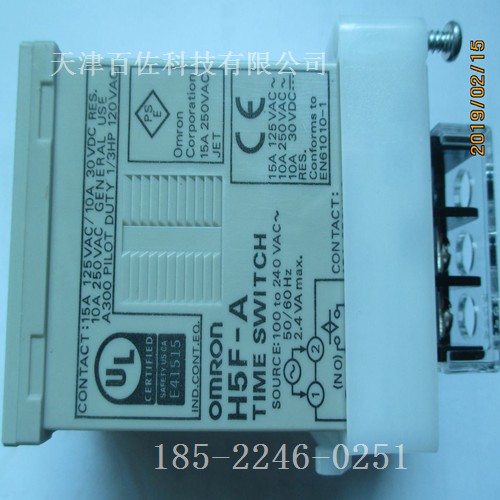 天津百佐科技有限公司
2019/02/15
CONTACT:15A 125VAC/10A 30VDC RES.
10A 250VAC GENERAL USE
A300 PILOT DUTY 1/3HP 120VAC
UL
CERTIFIED
SAFETY US-CA
E41515
IND.CONT.EQ.
PS
E
Omron
Corporation
15A 250VAC
JET
CE
15A 125VAC~
10A 250VAC~
10A 30VDC
RES.
Conforms to
EN61010-1
OMRON
H5F-A
TIME SWITCH
SOURCE:100 to 240 VAC~
50/60Hz
2.4 VA max.
CONTACT:
1
2
(NO)
185-2246-0251